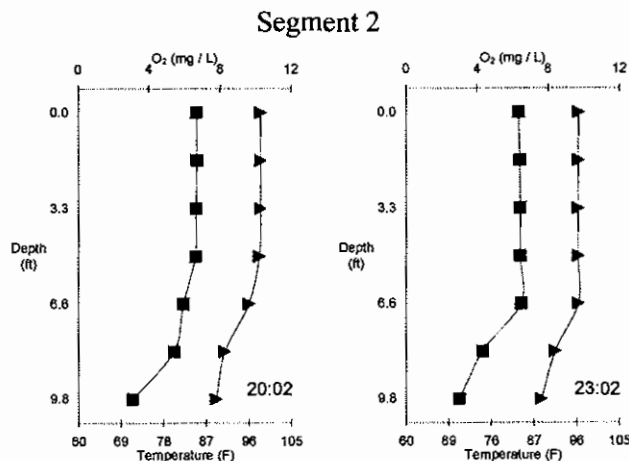 Segment 2
O₂ (mg / L)
0 4 8 12
0.0
3.3
Depth
(ft)
6.6
9.8
20:02
60 69 78 87 96 105
Temperature (F)
O₂ (mg / L)
0 4 8 12
0.0
3.3
Depth
(ft)
6.6
9.8
23:02
60 69 78 87 96 105
Temperature (F)